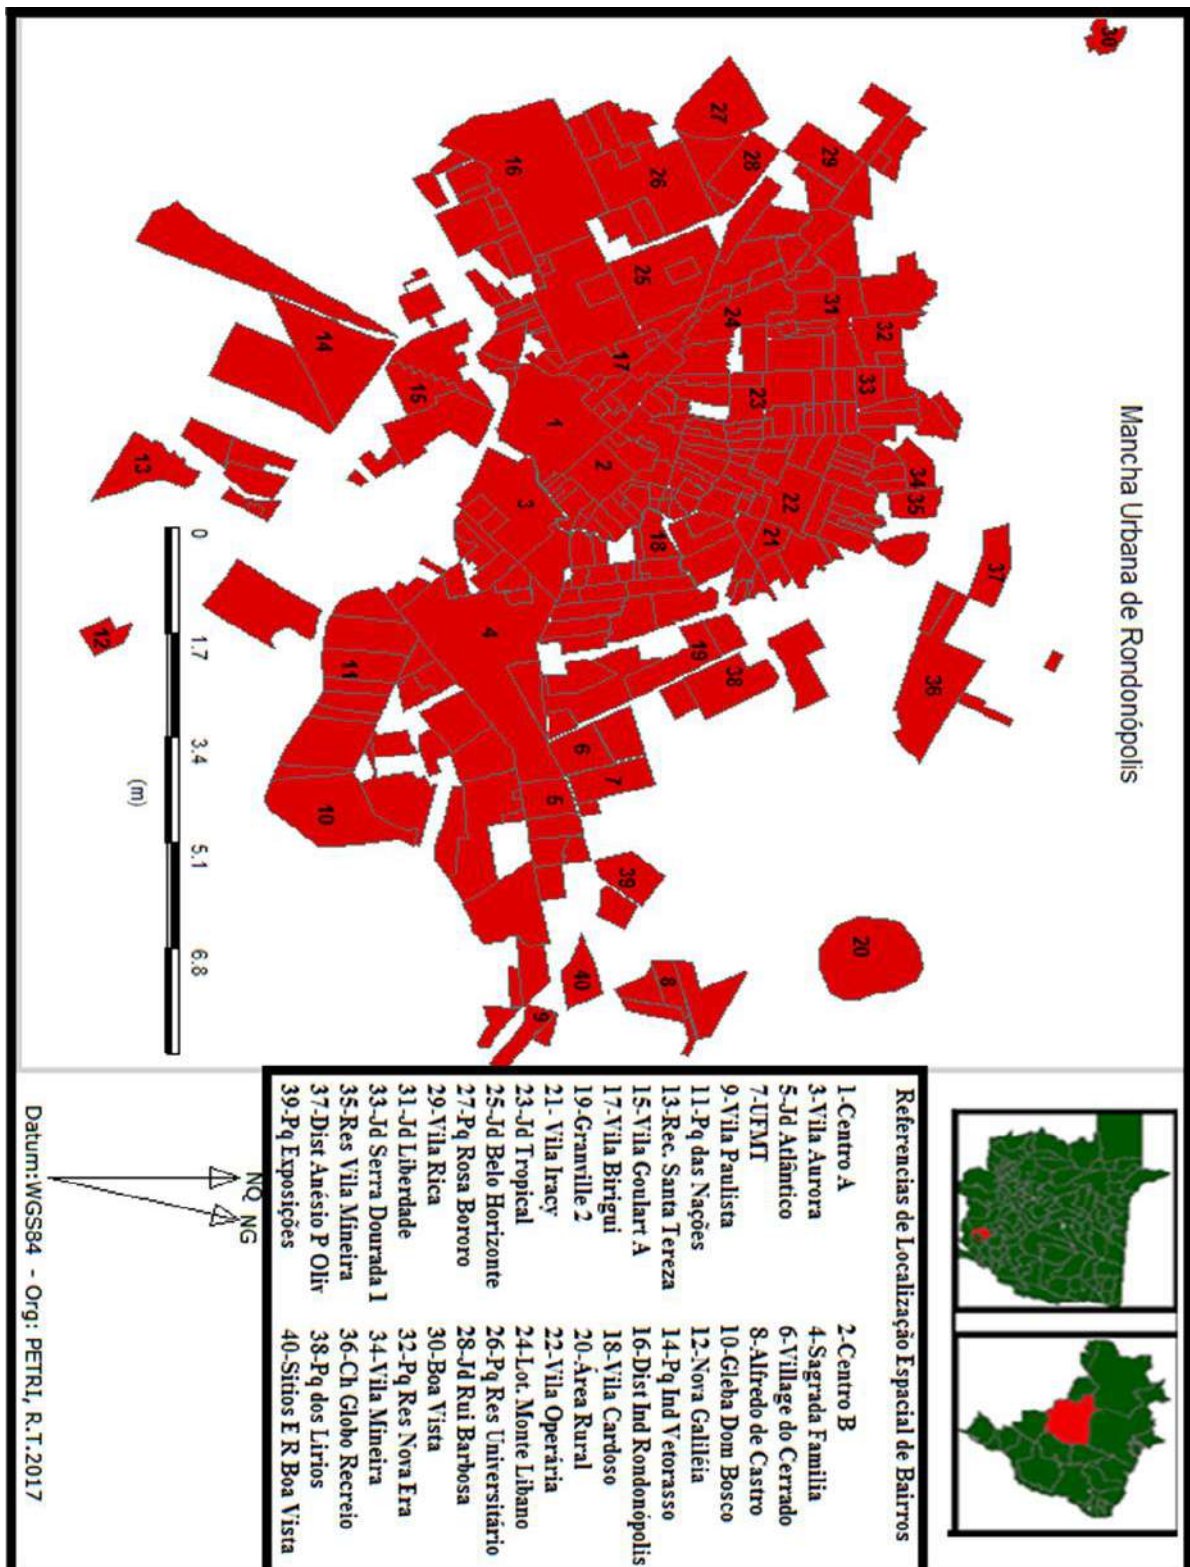 Mancha Urbana de Rondonópolis
30
27
28
29
16
26
25
24
31
32
14
15
17
23
33
1
2
13
3
18
22
21
34
35
37
12
11
4
19
38
36
6
7
10
5
39
20
40
8
9
0 1.7 3.4 5.1 6.8
(m)
Referencias de Localização Espacial de Bairros
1-Centro A 2-Centro B
3-Vila Aurora 4-Sagrada Familia
5-Jd Atlântico 6-Village do Cerrado
7-UFMT 8-Alfredo de Castro
9-Vila Paulista 10-Gleba Dom Bosco
11-Pq das Nações 12-Nova Galiléia
13-Rec. Santa Tereza 14-Pq Ind Vetorasso
15-Vila Goulart A 16-Dist Ind Rondonópolis
17-Vila Birigui 18-Vila Cardoso
19-Granville 2 20-Área Rural
21- Vila Iracy 22-Vila Operária
23-Jd Tropical 24-Lot. Monte Libano
25-Jd Belo Horizonte 26-Pq Res Universitário
27-Pq Rosa Bororo 28-Jd Rui Barbosa
29-Vila Rica 30-Boa Vista
31-Jd Liberdade 32-Pq Res Nova Era
33-Jd Serra Dourada 1 34-Vila Mineira
35-Res Vila Mineira 36-Ch Globo Recreio
37-Dist Anésio P Oliv 38-Pq dos Lirios
39-Pq Exposições 40-Sitios E R Boa Vista
NQ NG
Datum:WGS84 - Org: PETRI, R.T.2017